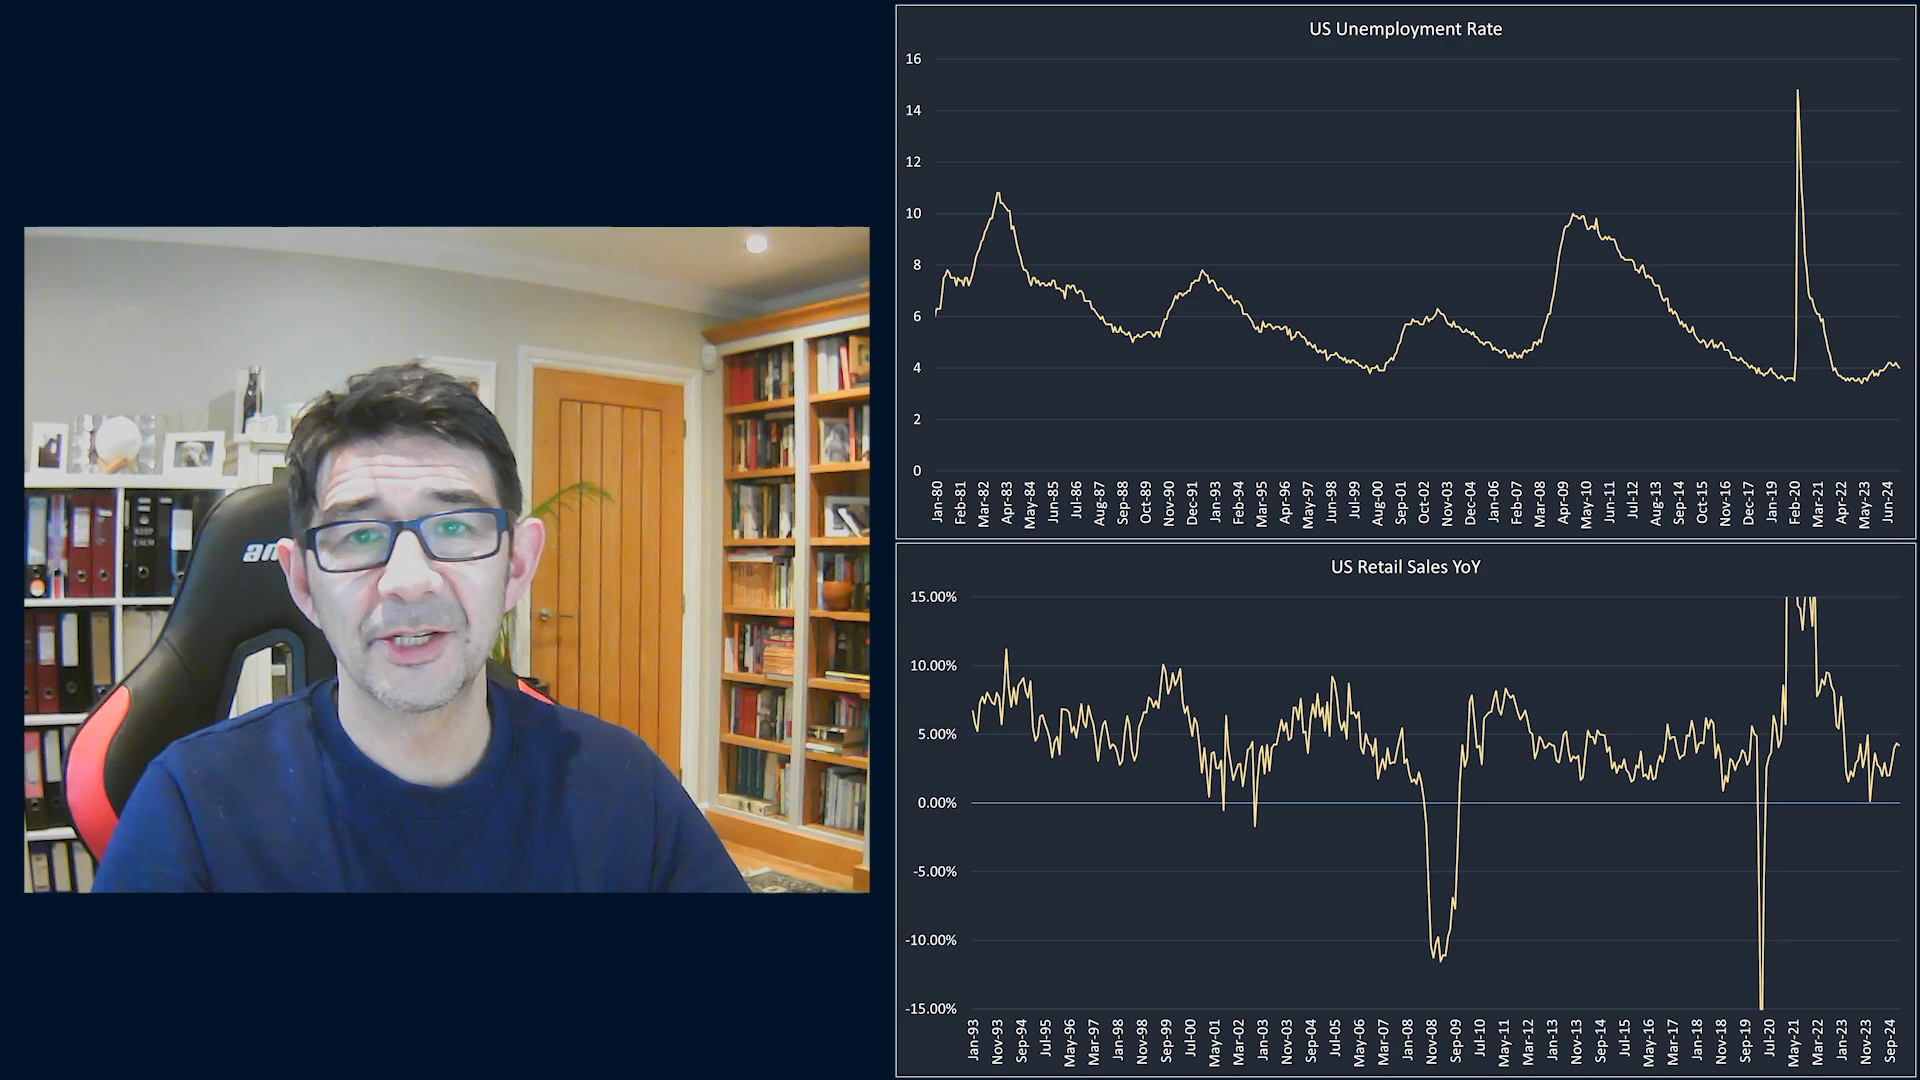 an
KEEP
CALM
US Unemployment Rate
16
14
12
10
8
6
4
2
0
Jan-80
Feb-81
Mar-82
Apr-83
May-84
Jun-85
Jul-86
Aug-87
Sep-88
Oct-89
Nov-90
Dec-91
Jan-93
Feb-94
Mar-95
Apr-96
May-97
Jun-98
Jul-99
Aug-00
Sep-01
Oct-02
Nov-03
Dec-04
Jan-06
Feb-07
Mar-08
Apr-09
May-10
Jun-11
Jul-12
Aug-13
Sep-14
Oct-15
Nov-16
Dec-17
Jan-19
Feb-20
Mar-21
Apr-22
May-23
Jun-24
US Retail Sales YoY
15.00%
10.00%
5.00%
0.00%
-5.00%
-10.00%
-15.00%
Jan-93
Nov-93
Sep-94
Jul-95
May-96
Mar-97
Jan-98
Nov-98
Sep-99
Jul-00
May-01
Mar-02
Jan-03
Nov-03
Sep-04
Jul-05
May-06
Mar-07
Jan-08
Nov-08
Sep-09
Jul-10
May-11
Mar-12
Jan-13
Nov-13
Sep-14
Jul-15
May-16
Mar-17
Jan-18
Nov-18
Sep-19
Jul-20
May-21
Mar-22
Jan-23
Nov-23
Sep-24